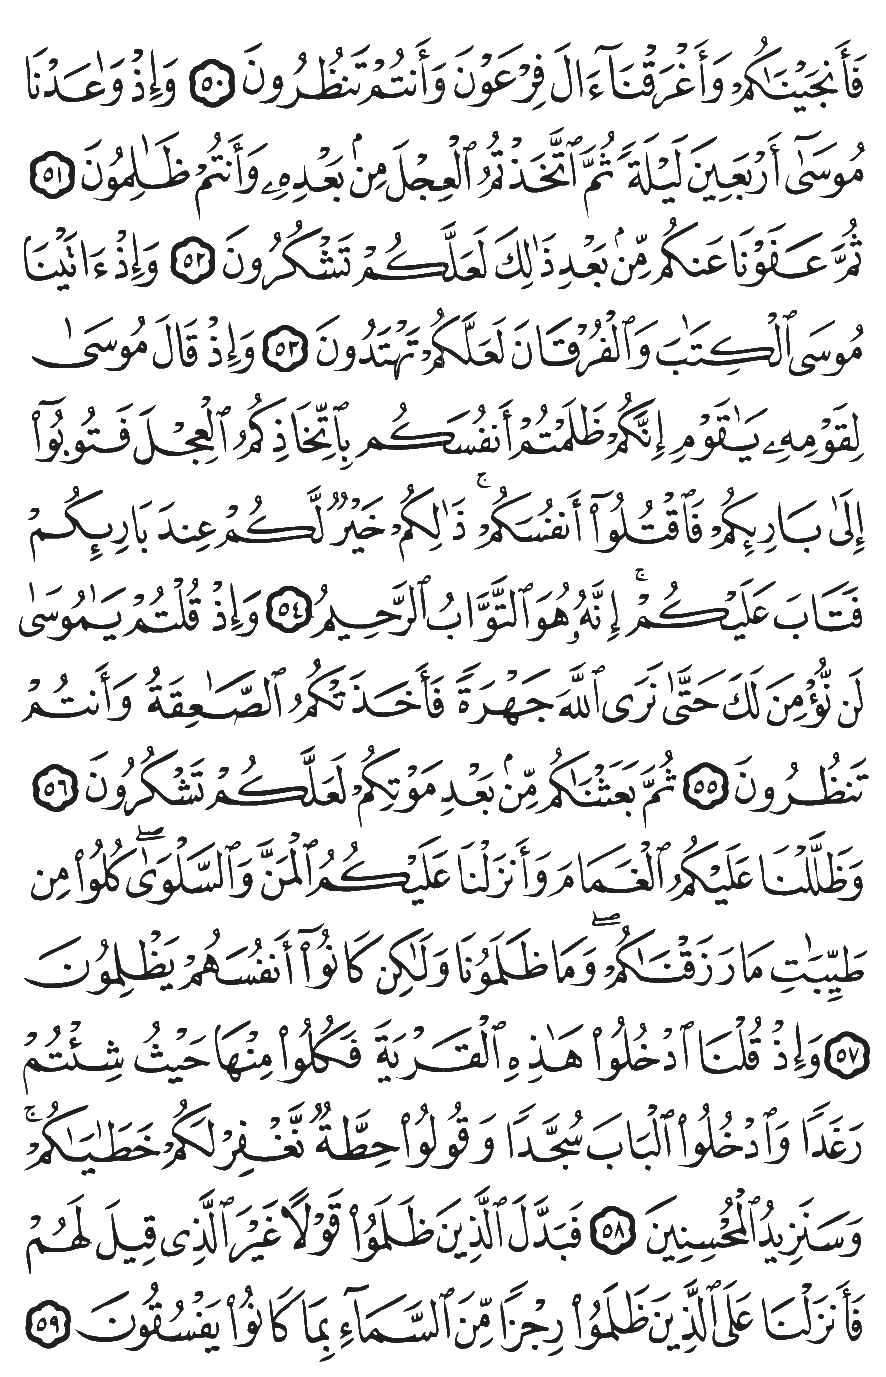 فَأَنجَيْنَٰكُمْ وَأَغْرَقْنَآ ءَالَ فِرْعَوْنَ وَأَنتُمْ تَنظُرُونَ ٥٠ وَإِذْ وَٰعَدْنَا
مُوسَىٰٓ أَرْبَعِينَ لَيْلَةً ثُمَّ ٱتَّخَذْتُمُ ٱلْعِجْلَ مِنۢ بَعْدِهِۦ وَأَنتُمْ ظَٰلِمُونَ ٥١
ثُمَّ عَفَوْنَا عَنكُم مِّنۢ بَعْدِ ذَٰلِكَ لَعَلَّكُمْ تَشْكُرُونَ ٥٢ وَإِذْ ءَاتَيْنَا
مُوسَى ٱلْكِتَٰبَ وَٱلْفُرْقَانَ لَعَلَّكُمْ تَهْتَدُونَ ٥٣ وَإِذْ قَالَ مُوسَىٰ
لِقَوْمِهِۦ يَٰقَوْمِ إِنَّكُمْ ظَلَمْتُمْ أَنفُسَكُم بِٱتِّخَاذِكُمُ ٱلْعِجْلَ فَتُوبُوٓا۟
إِلَىٰ بَارِئِكُمْ فَٱقْتُلُوٓا۟ أَنفُسَكُمْ ۚ ذَٰلِكُمْ خَيْرٌ لَّكُمْ عِندَ بَارِئِكُمْ
فَتَابَ عَلَيْكُمْ ۚ إِنَّهُۥ هُوَ ٱلتَّوَّابُ ٱلرَّحِيمُ ٥٤ وَإِذْ قُلْتُمْ يَٰمُوسَىٰ
لَن نُّؤْمِنَ لَكَ حَتَّىٰ نَرَى ٱللَّهَ جَهْرَةً فَأَخَذَتْكُمُ ٱلصَّٰعِقَةُ وَأَنتُمْ
تَنظُرُونَ ٥٥ ثُمَّ بَعَثْنَٰكُم مِّنۢ بَعْدِ مَوْتِكُمْ لَعَلَّكُمْ تَشْكُرُونَ ٥٦
وَظَلَّلْنَا عَلَيْكُمُ ٱلْغَمَامَ وَأَنزَلْنَا عَلَيْكُمُ ٱلْمَنَّ وَٱلسَّلْوَىٰ ۖ كُلُوا۟ مِن
طَيِّبَٰتِ مَا رَزَقْنَٰكُمْ ۖ وَمَا ظَلَمُونَا وَلَٰكِن كَانُوٓا۟ أَنفُسَهُمْ يَظْلِمُونَ
٥٧ وَإِذْ قُلْنَا ٱدْخُلُوا۟ هَٰذِهِ ٱلْقَرْيَةَ فَكُلُوا۟ مِنْهَا حَيْثُ شِئْتُمْ
رَغَدًا وَٱدْخُلُوا۟ ٱلْبَابَ سُجَّدًا وَقُولُوا۟ حِطَّةٌ نَّغْفِرْ لَكُمْ خَطَٰيَٰكُمْ ۚ
وَسَنَزِيدُ ٱلْمُحْسِنِينَ ٥٨ فَبَدَّلَ ٱلَّذِينَ ظَلَمُوا۟ قَوْلًا غَيْرَ ٱلَّذِى قِيلَ لَهُمْ
فَأَنزَلْنَا عَلَى ٱلَّذِينَ ظَلَمُوا۟ رِجْزًا مِّنَ ٱلسَّمَآءِ بِمَا كَانُوا۟ يَفْسُقُونَ ٥٩